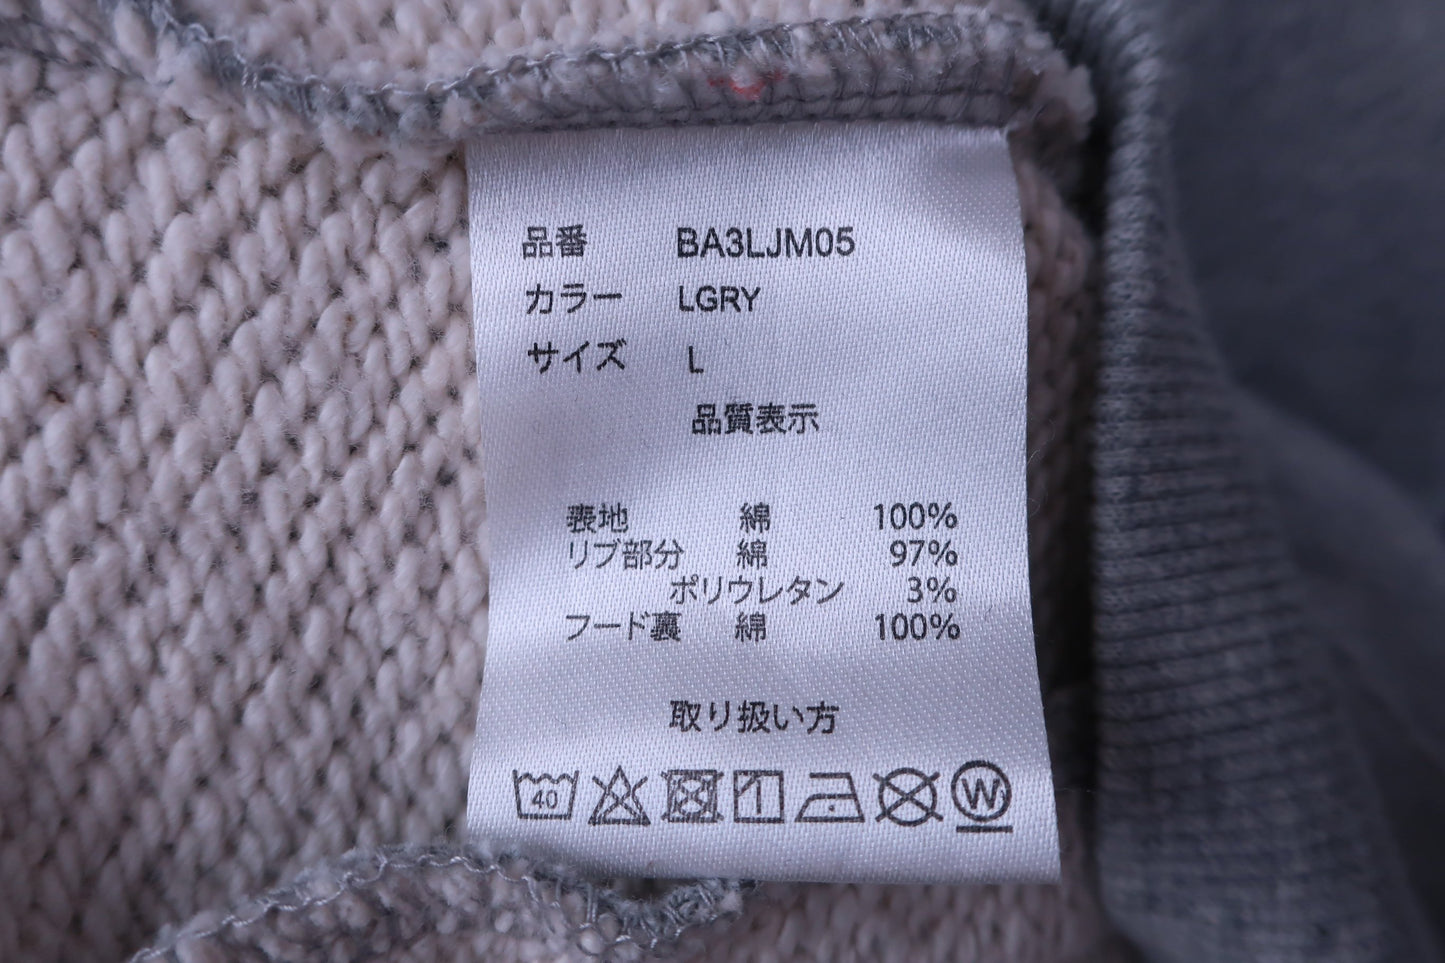 品番 BA3LJM05
カラー LGRY
サイズ L
品質表示
表地 綿 100%
リブ部分 綿 97%
ポリウレタン 3%
フード裏 綿 100%
取り扱い方
40 W